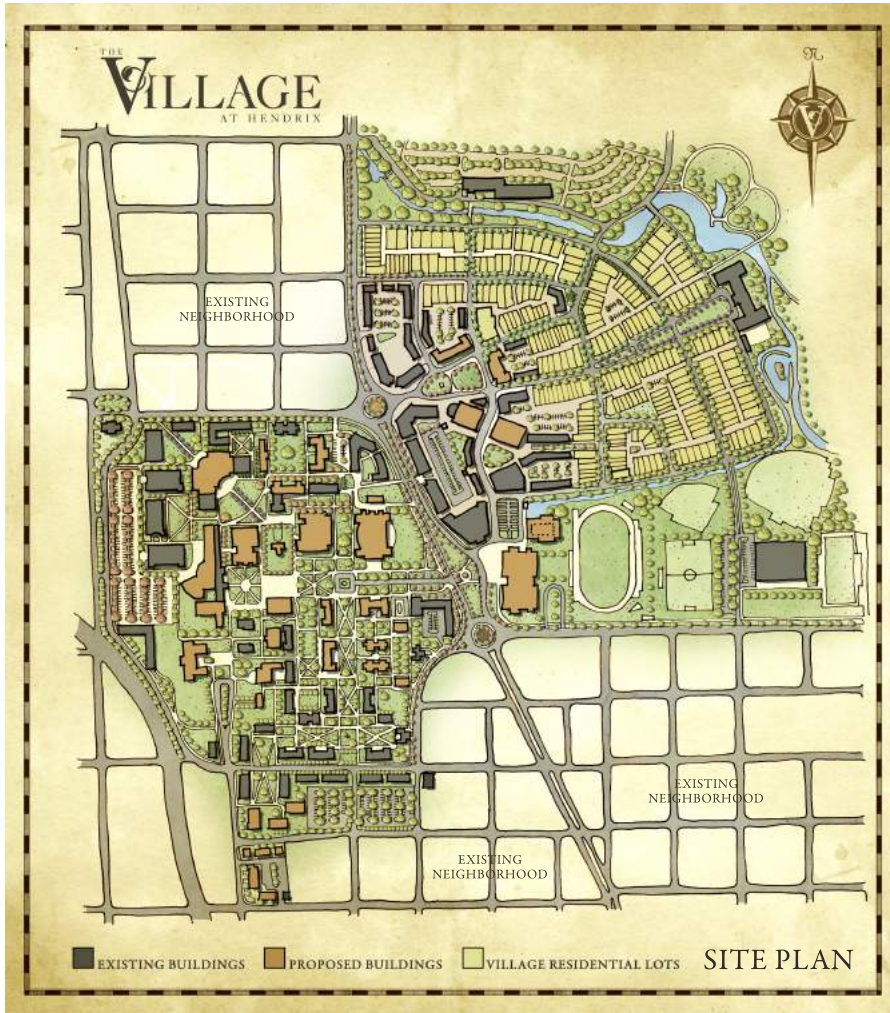 THE
VILLAGE
AT HENDRIX
N
EXISTING
NEIGHBORHOOD
EXISTING
NEIGHBORHOOD
EXISTING
NEIGHBORHOOD
EXISTING BUILDINGS
PROPOSED BUILDINGS
VILLAGE RESIDENTIAL LOTS
SITE PLAN